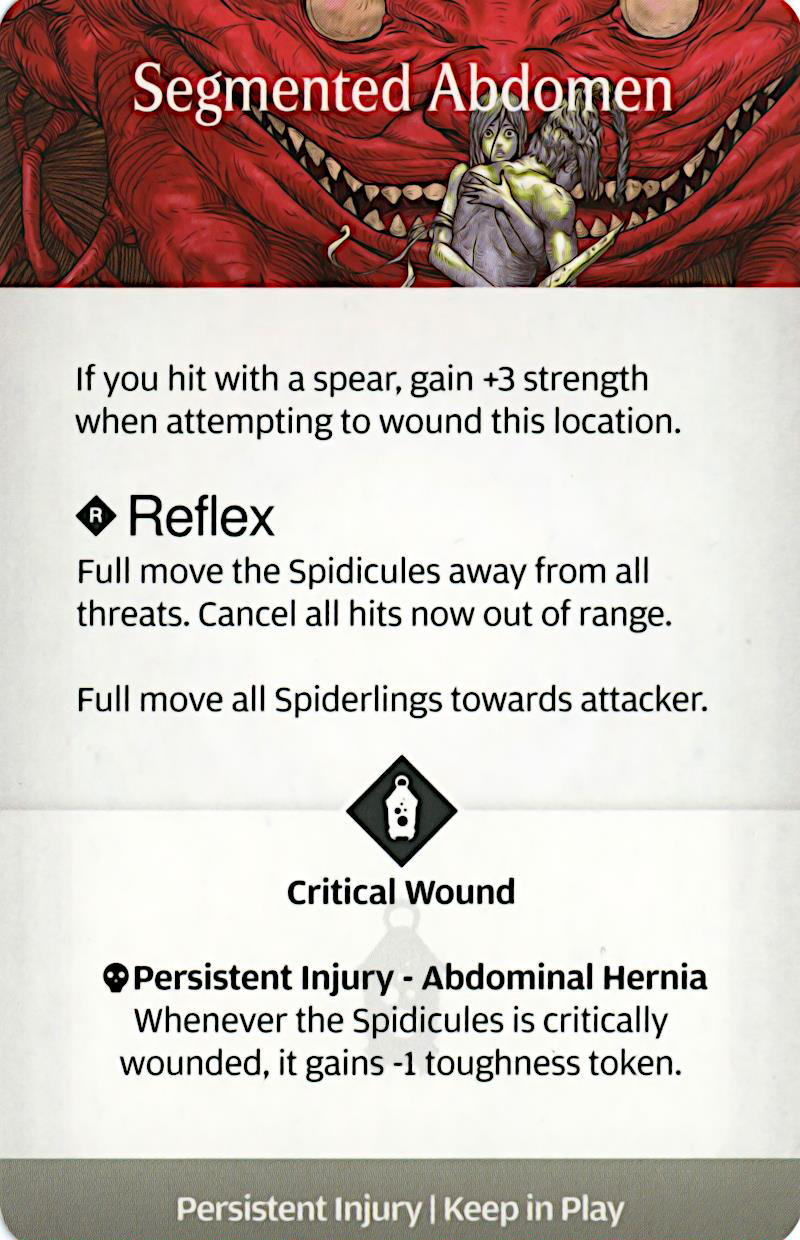 Segmented Abdomen
If you hit with a spear, gain +3 strength
when attempting to wound this location.
R Reflex
Full move the Spidicules away from all
threats. Cancel all hits now out of range.
Full move all Spiderlings towards attacker.
Critical Wound
Persistent Injury - Abdominal Hernia
Whenever the Spidicules is critically
wounded, it gains -1 toughness token.
Persistent Injury | Keep in Play